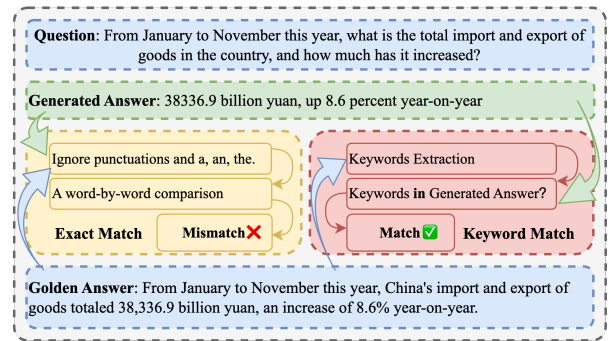 Question: From January to November this year, what is the total import and export of
goods in the country, and how much has it increased?
Generated Answer: 38336.9 billion yuan, up 8.6 percent year-on-year
Ignore punctuations and a, an, the.
A word-by-word comparison
Exact Match
Mismatch❌
Keywords Extraction
Keywords in Generated Answer?
Match ✅
Keyword Match
Golden Answer: From January to November this year, China's import and export of
goods totaled 38,336.9 billion yuan, an increase of 8.6% year-on-year.